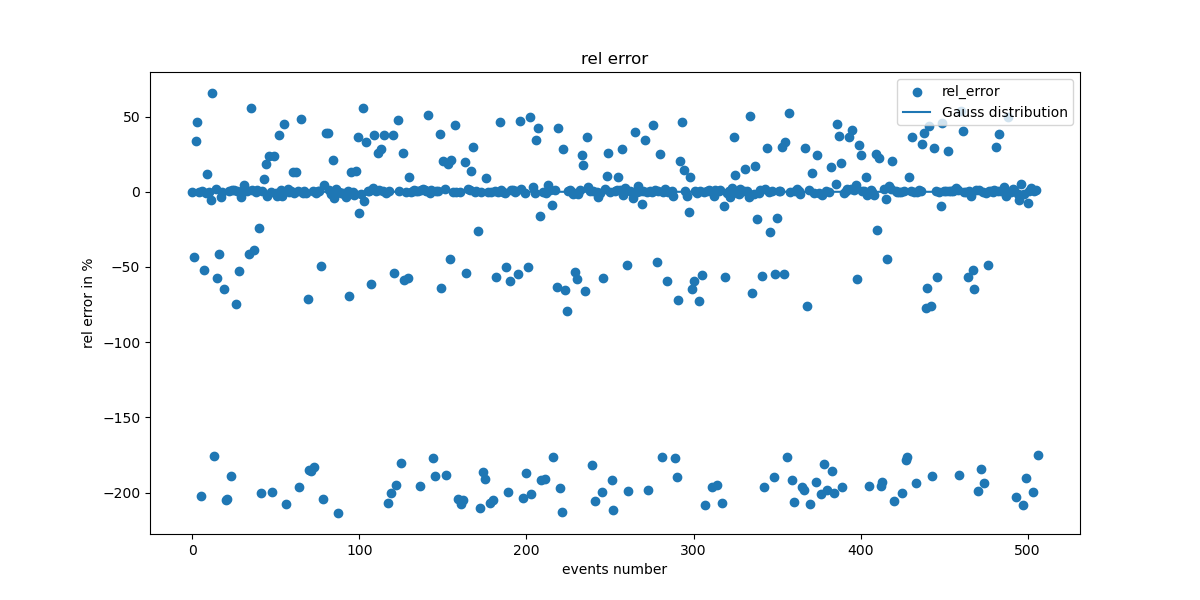 rel error
rel_error
Gauss distribution
50
0
−50
−100
−150
−200
rel error in %
0
100
200
300
400
500
events number